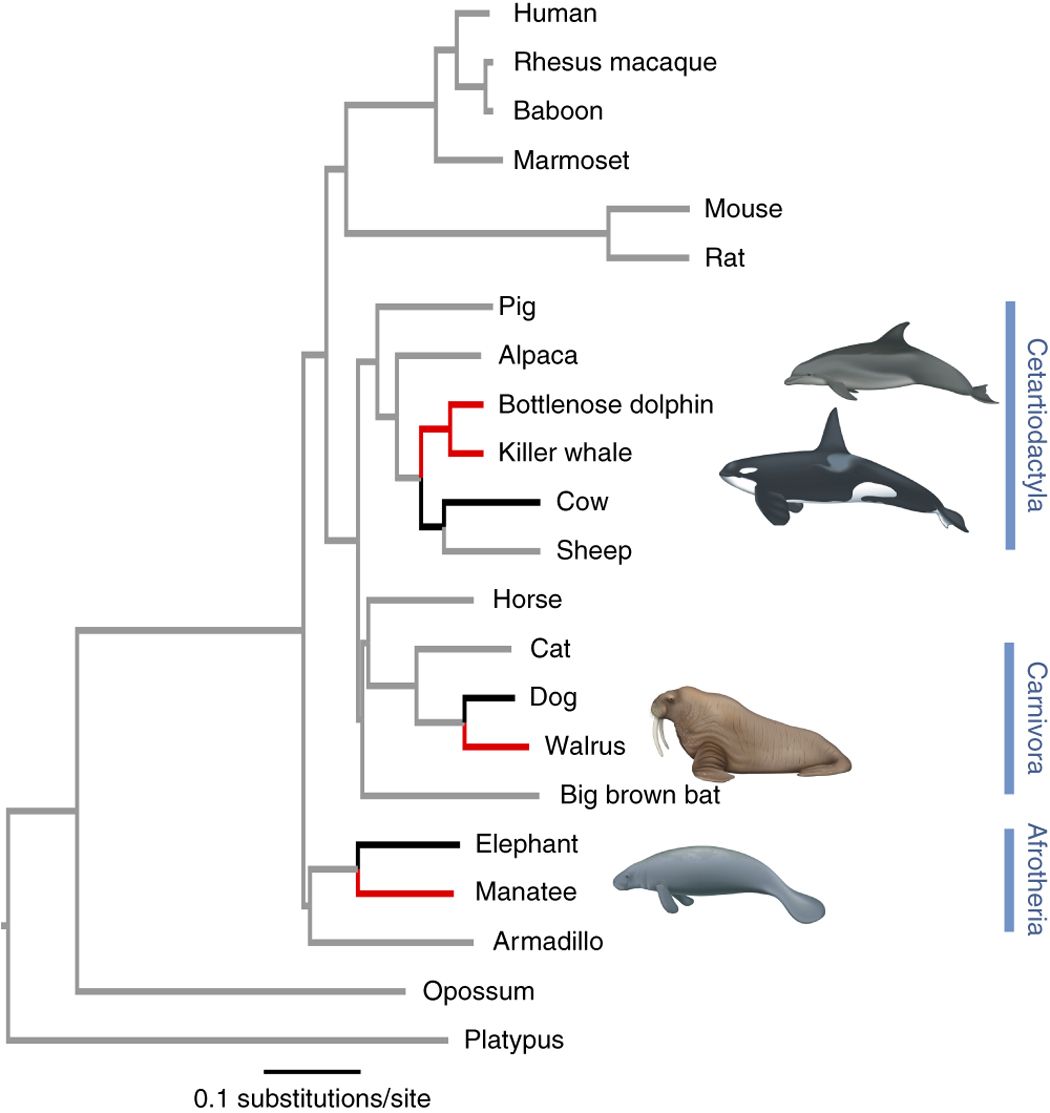 Human
Rhesus macaque
Baboon
Marmoset
Mouse
Rat
Pig
Alpaca
Bottlenose dolphin
Killer whale
Cow
Sheep
Cetartiodactyla
Horse
Cat
Dog
Walrus
Big brown bat
Carnivora
Elephant
Manatee
Armadillo
Afrotheria
Opossum
Platypus
0.1 substitutions/site